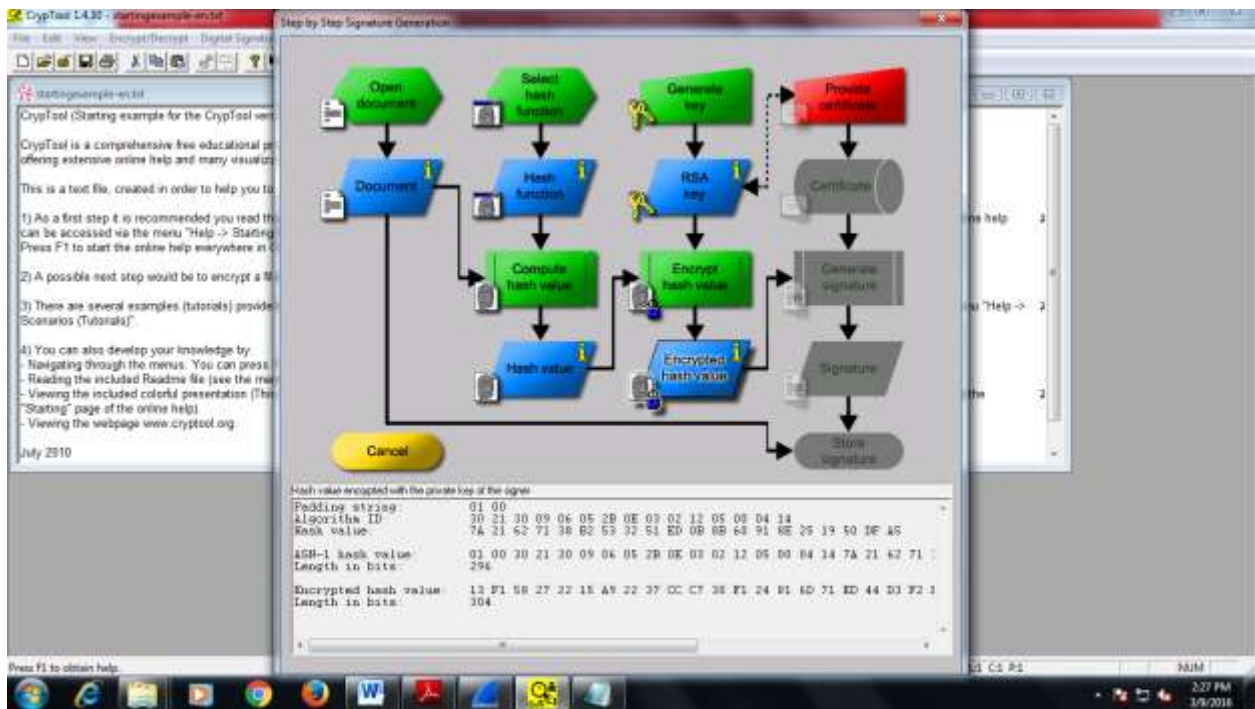 CrypTool 1.4.30 - startingexample-en.txt
Step by Step Signature Generation
File Edit View Encrypt/Decrypt Digital Signatu
startingexample-en.txt
CrypTool (Starting example for the CrypTool ver
CrypTool is a comprehensive free educational pr
offering extensive online help and many visualiz
This is a text file, created in order to help you to
1) As a first step it is recommended you read th
can be accessed via the menu "Help -> Starting
Press F1 to start the online help everywhere in C
2) A possible next step would be to encrypt a fil
3) There are several examples (tutorials) provide
Scenarios (Tutorials)".
4) You can also develop your knowledge by
- Navigating through the menus. You can press
- Reading the included Readme file (see the me
- Viewing the included colorful presentation (This
"Starting" page of the online help)
- Viewing the webpage www.cryptool.org
July 2010
ne help
nu "Help ->
the
Open
document
Select
hash
function
Generate
key
Provide
certificate
Document
Hash
function
RSA
key
Certificate
Compute
hash value
Encrypt
hash value
Generate
signature
Hash value
Encrypted
hash value
Signature
Cancel
Store
signature
Hash value encrypted with the private key of the signer
Padding string: 01 00
Algorithm ID 30 21 30 09 06 05 2B 0E 03 02 12 05 00 04 14
Hash value: 7A 21 62 71 38 B2 53 32 51 ED 0B 8B 60 91 8E 25 19 50 DF A5
ASN-1 hash value 01 00 30 21 30 09 06 05 2B 0E 03 02 12 05 00 04 14 7A 21 62 71
Length in bits: 296
Encrypted hash value: 13 F1 58 27 22 15 A9 22 37 CC C7 38 F1 24 B1 6D 71 ED 44 D3 F2
Length in bits: 304
Press F1 to obtain help.
L:1 C:1 P:1
NUM
2:27 PM
3/9/2016